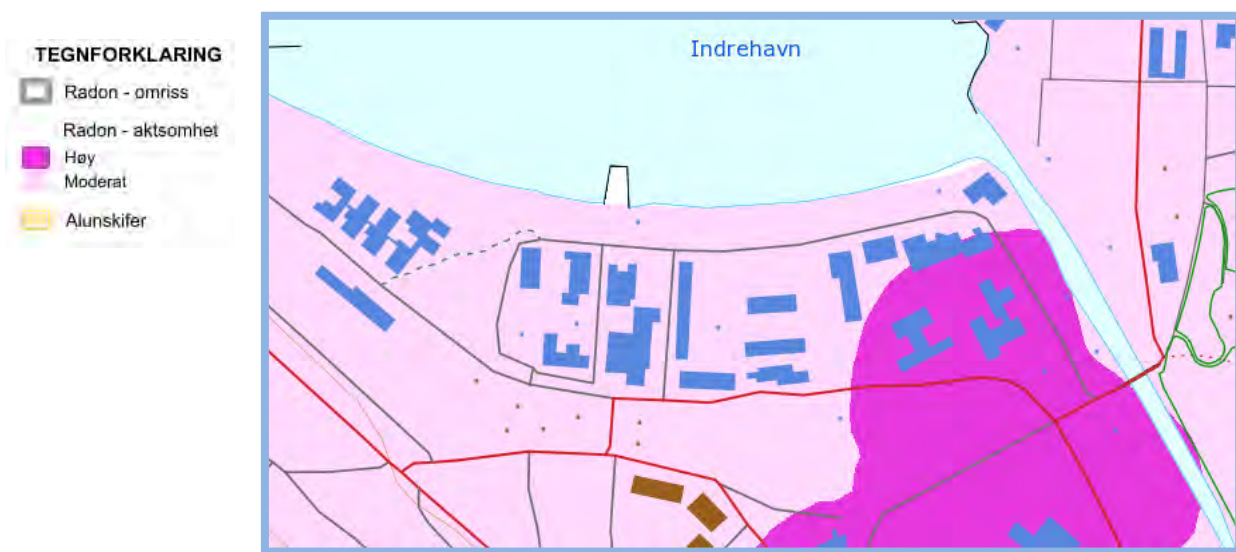 TEGNFORKLARING
Radon - omriss
Radon - aktsomhet
Høy
Moderat
Alunskifer
Indrehavn